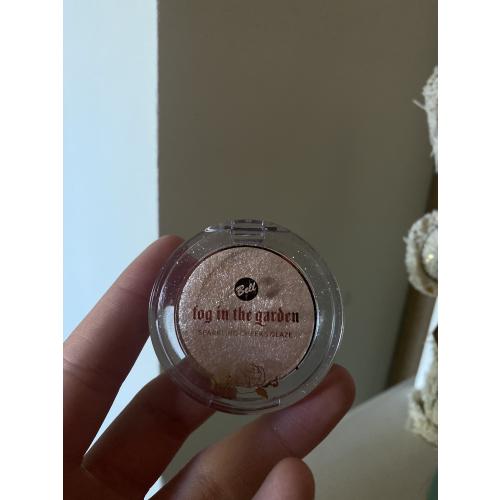 Bell
fog in the garden
SPARKLING CHEEKS GLAZE